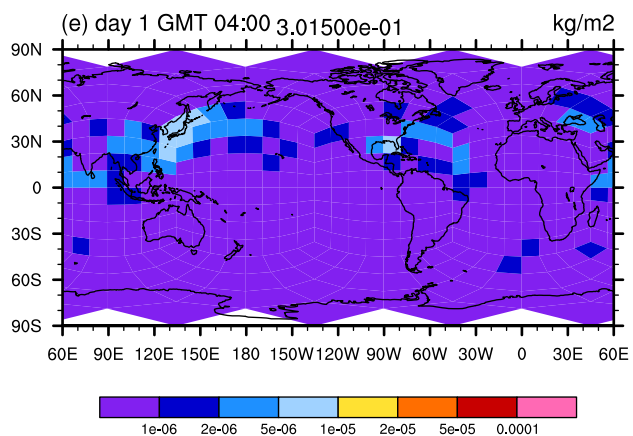 (e) day 1 GMT 04:00 3.01500e-01 kg/m2
90N
60N
30N
0
30S
60S
90S
60E 90E 120E 150E 180 150W 120W 90W 60W 30W 0 30E 60E
1e-06 2e-06 5e-06 1e-05 2e-05 5e-05 0.0001